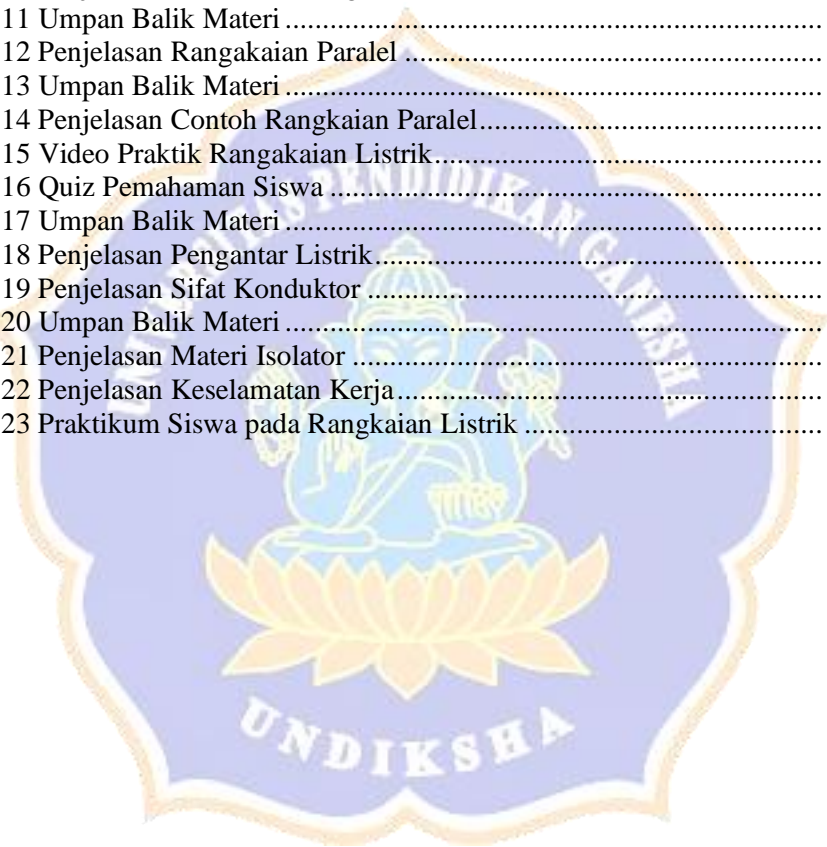 11 Umpan Balik Materi ..............................................................................
12 Penjelasan Rangakaian Paralel ............................................................
13 Umpan Balik Materi ..............................................................................
14 Penjelasan Contoh Rangkaian Paralel.................................................
15 Video Praktik Rangakaian Listrik........................................................
16 Quiz Pemahaman Siswa .......................................................................
17 Umpan Balik Materi ..............................................................................
18 Penjelasan Pengantar Listrik.................................................................
19 Penjelasan Sifat Konduktor ..................................................................
20 Umpan Balik Materi ..............................................................................
21 Penjelasan Materi Isolator ....................................................................
22 Penjelasan Keselamatan Kerja.............................................................
23 Praktikum Siswa pada Rangkaian Listrik ...........................................
UNIVERSITAS PENDIDIKAN GANESHA
UNDIKSHA